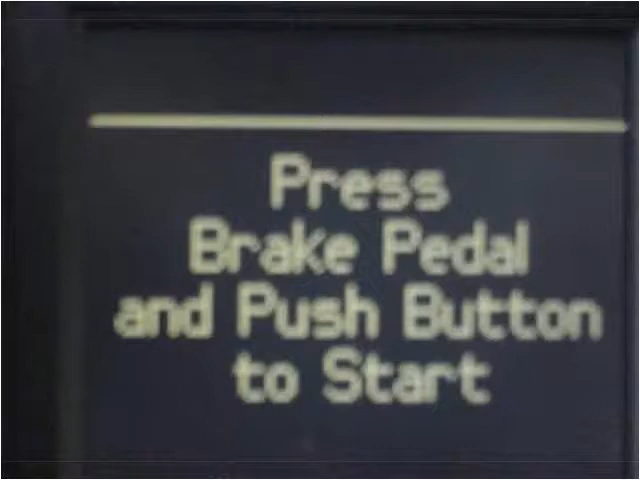 Press
Brake Pedal
and Push Button
to Start